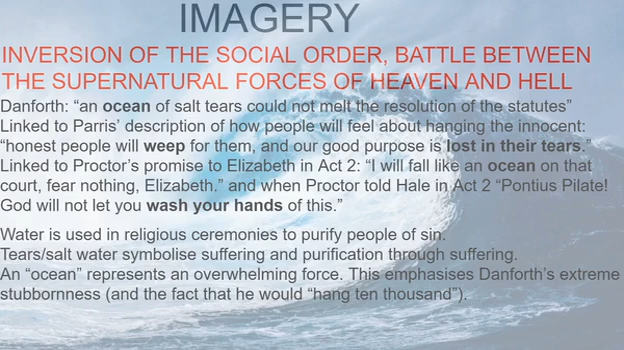 IMAGERY
INVERSION OF THE SOCIAL ORDER, BATTLE BETWEEN
THE SUPERNATURAL FORCES OF HEAVEN AND HELL
Danforth: “an ocean of salt tears could not melt the resolution of the statutes”
Linked to Parris’ description of how people will feel about hanging the innocent:
“honest people will weep for them, and our good purpose is lost in their tears.”
Linked to Proctor’s promise to Elizabeth in Act 2: “I will fall like an ocean on that
court, fear nothing, Elizabeth.” and when Proctor told Hale in Act 2 “Pontius Pilate!
God will not let you wash your hands of this.”
Water is used in religious ceremonies to purify people of sin.
Tears/salt water symbolise suffering and purification through suffering.
An “ocean” represents an overwhelming force. This emphasises Danforth’s extreme
stubbornness (and the fact that he would “hang ten thousand”).